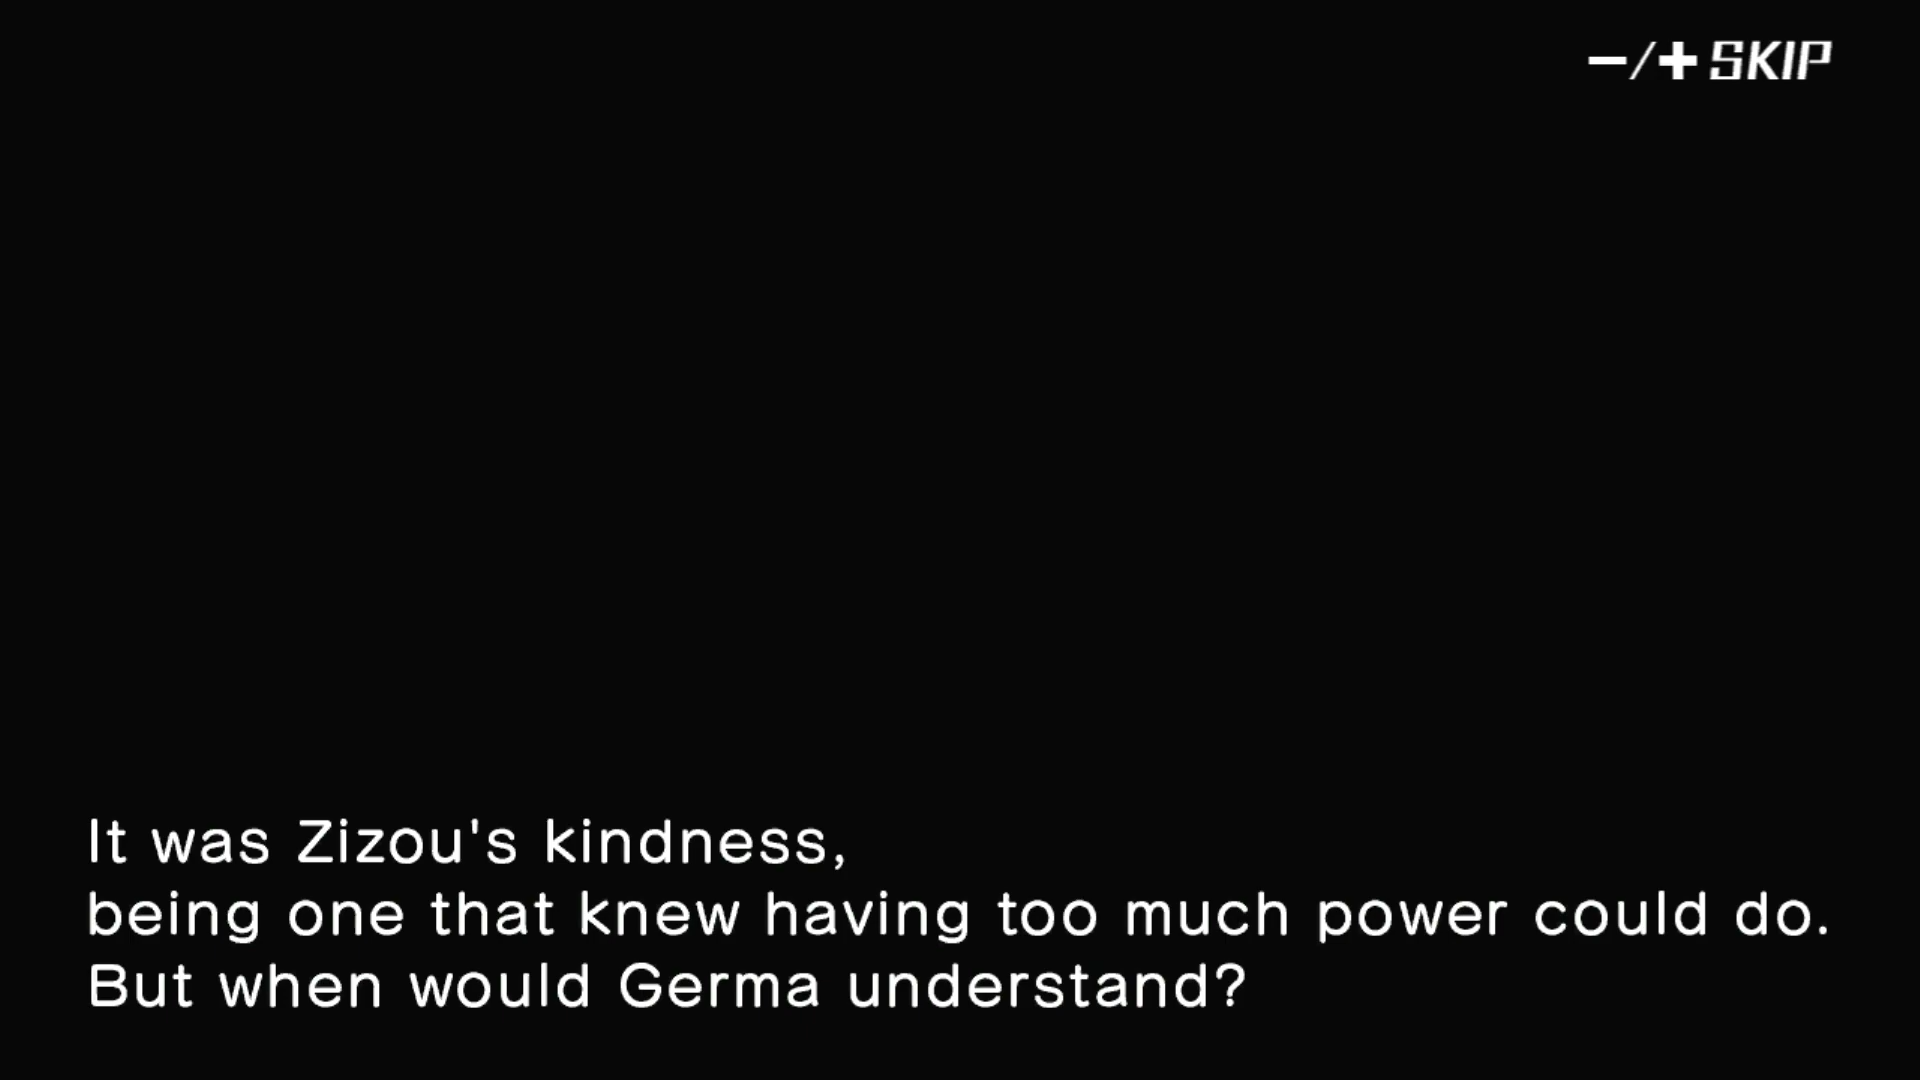 −/+ SKIP
It was Zizou's kindness,
being one that knew having too much power could do.
But when would Germa understand?